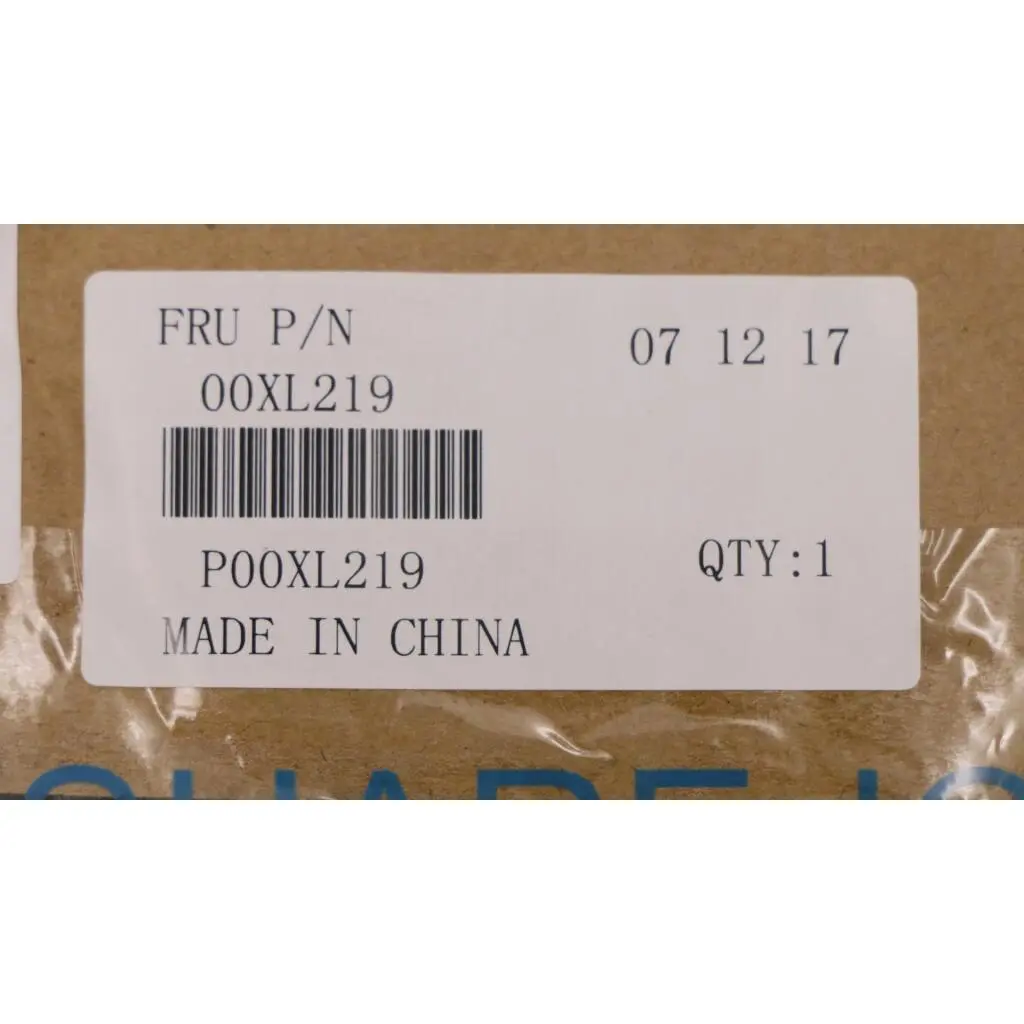 FRU P/N
07 12 17
00XL219
P00XL219
QTY:1
MADE IN CHINA